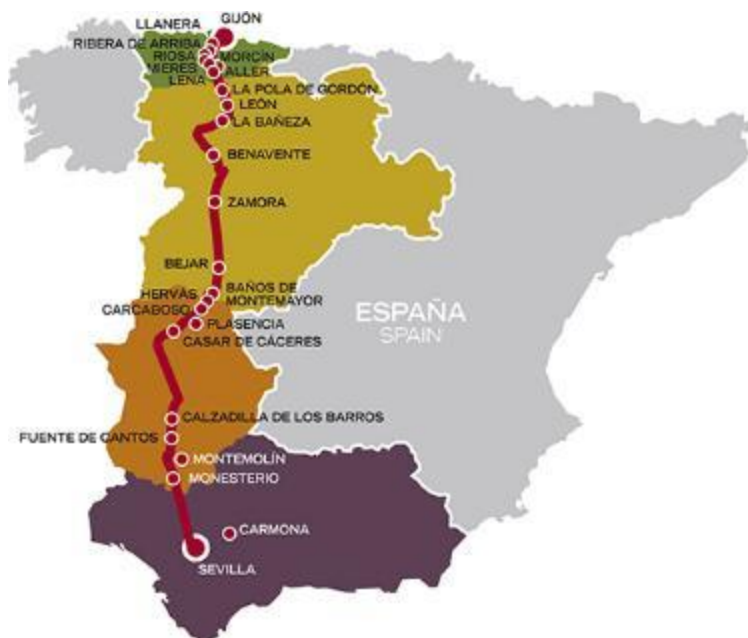 GIJÓN
LLANERA
RIBERA DE ARRIBA
RIOSA
MORCÍN
MIERES
ALLER
LENA
LA POLA DE GORDÓN
LEÓN
LA BAÑEZA
BENAVENTE
ZAMORA
BEJAR
HERVÁS
BAÑOS DE
MONTEMAYOR
CARCABOSO
PLASENCIA
CASAR DE CÁCERES
ESPAÑA
SPAIN
CALZADILLA DE LOS BARROS
FUENTE DE CANTOS
MONTEMOLÍN
MONESTERIO
CARMONA
SEVILLA